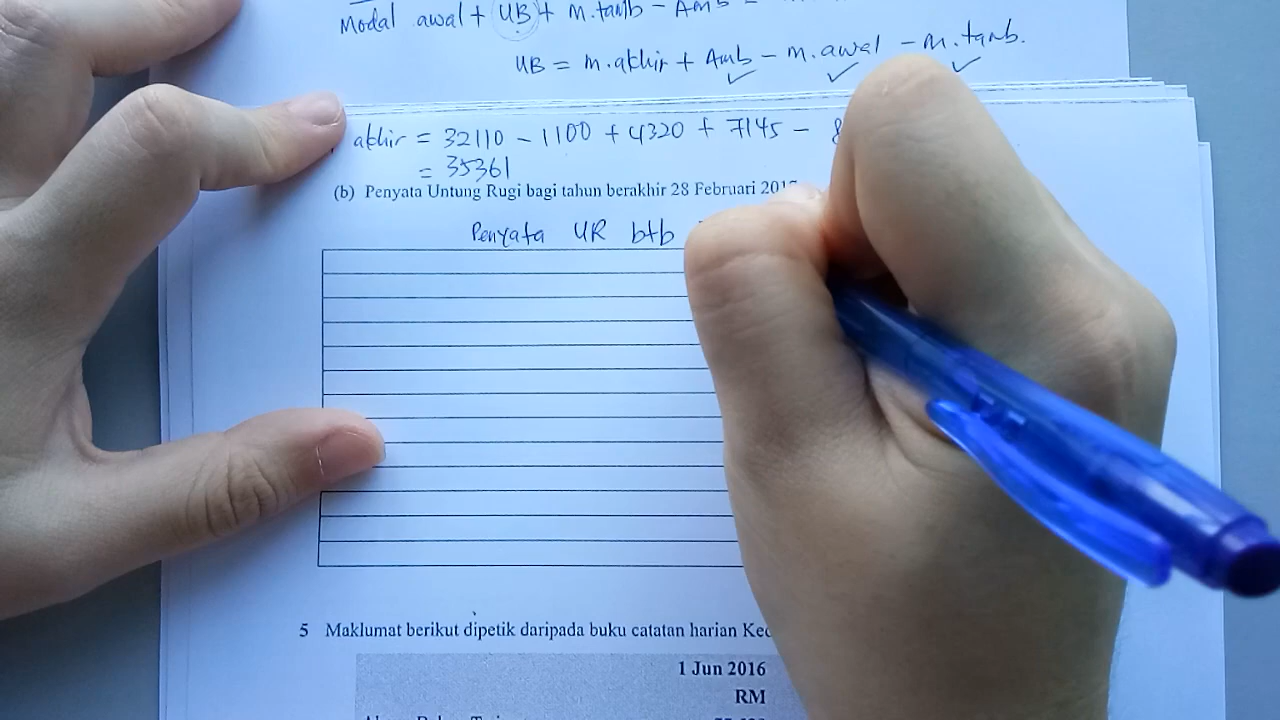 Modal awal + UB + m.tamb - Amb =
UB = m.akhir + Amb - m.awal - m.tamb.
akhir = 32110 - 1100 + 4320 + 7145 -
= 35361
(b) Penyata Untung Rugi bagi tahun berakhir 28 Februari
Penyata UR btb
5 Maklumat berikut dipetik daripada buku catatan harian
1 Jun 2016
RM